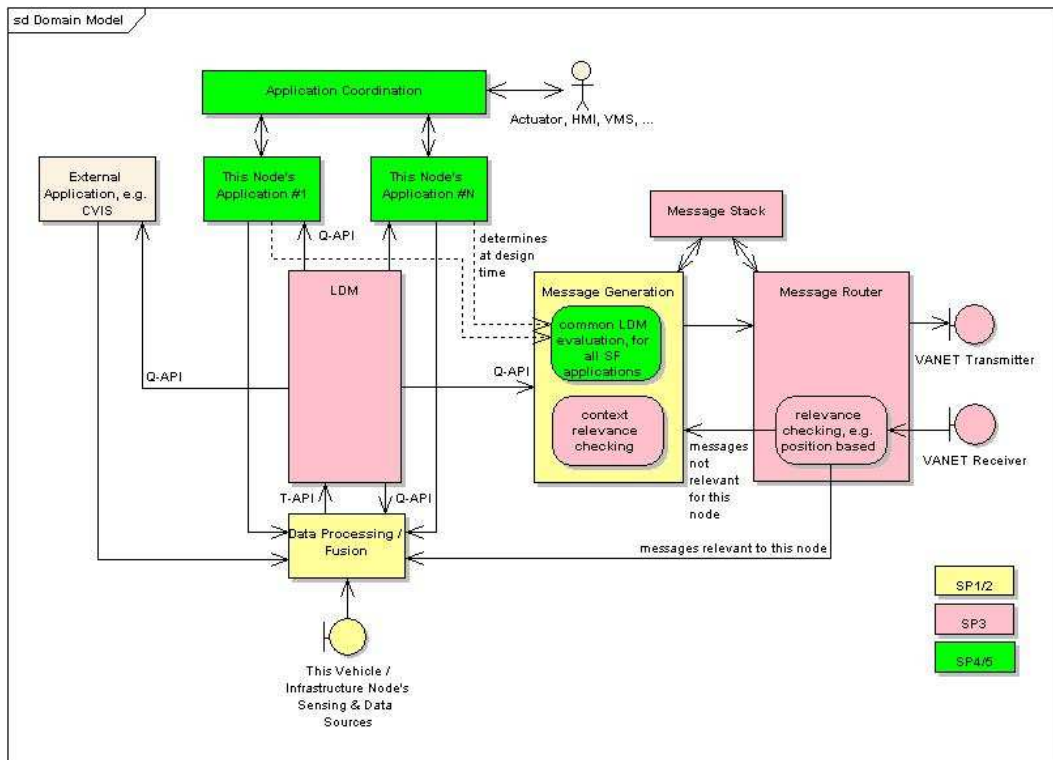 sd Domain Model
Application Coordination
Actuator, HMI, VMS, ...
External
Application, e.g.
CVIS
This Node's
Application #1
This Node's
Application #N
Message Stack
Q-API
determines
at design
time
LDM
Message Generation
Message Router
common LDM
evaluation, for
all SF
applications
VANET Transmitter
Q-API
Q-API
context
relevance
checking
relevance
checking, e.g.
position based
messages
not
relevant
for this
node
VANET Receiver
T-API
Q-API
Data Processing /
Fusion
messages relevant to this node
SP1/2
SP3
SP4/5
This Vehicle /
Infrastructure Node's
Sensing & Data
Sources